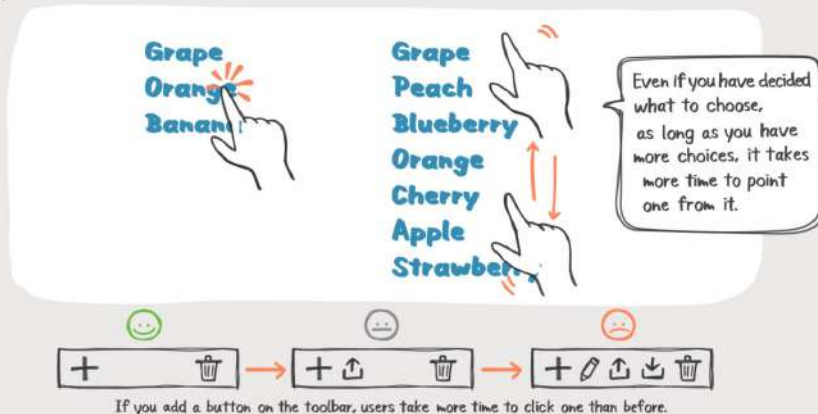 Grape
Orange
Banana
Grape
Peach
Blueberry
Orange
Cherry
Apple
Strawberry
Even if you have decided
what to choose,
as long as you have
more choices, it takes
more time to point
one from it.
If you add a button on the toolbar, users take more time to click one than before.